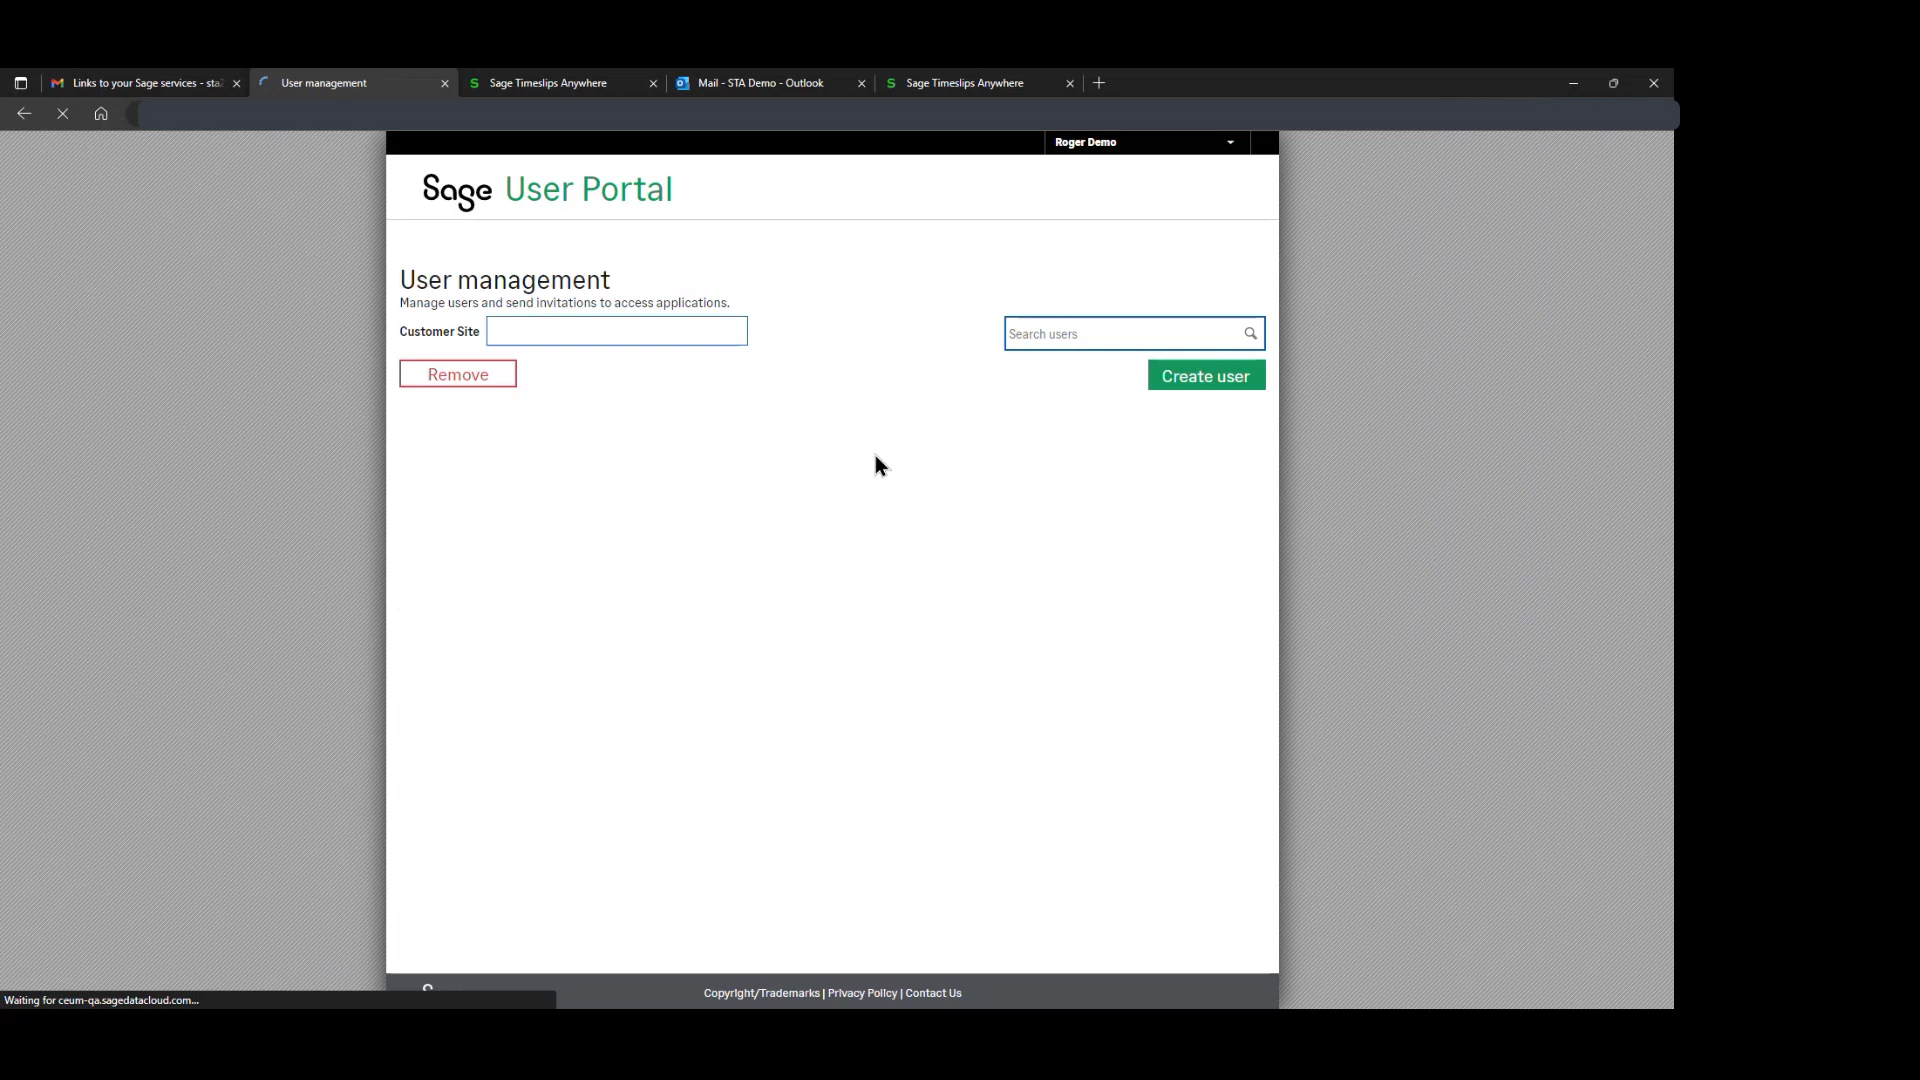 Links to your Sage services - sta
User management
Sage Timeslips Anywhere
Mail - STA Demo - Outlook
Sage Timeslips Anywhere
Roger Demo
Sage User Portal
User management
Manage users and send invitations to access applications.
Customer Site
Search users
Remove
Create user
Copyright/Trademarks | Privacy Policy | Contact Us
Waiting for ceum-qa.sagedatacloud.com...